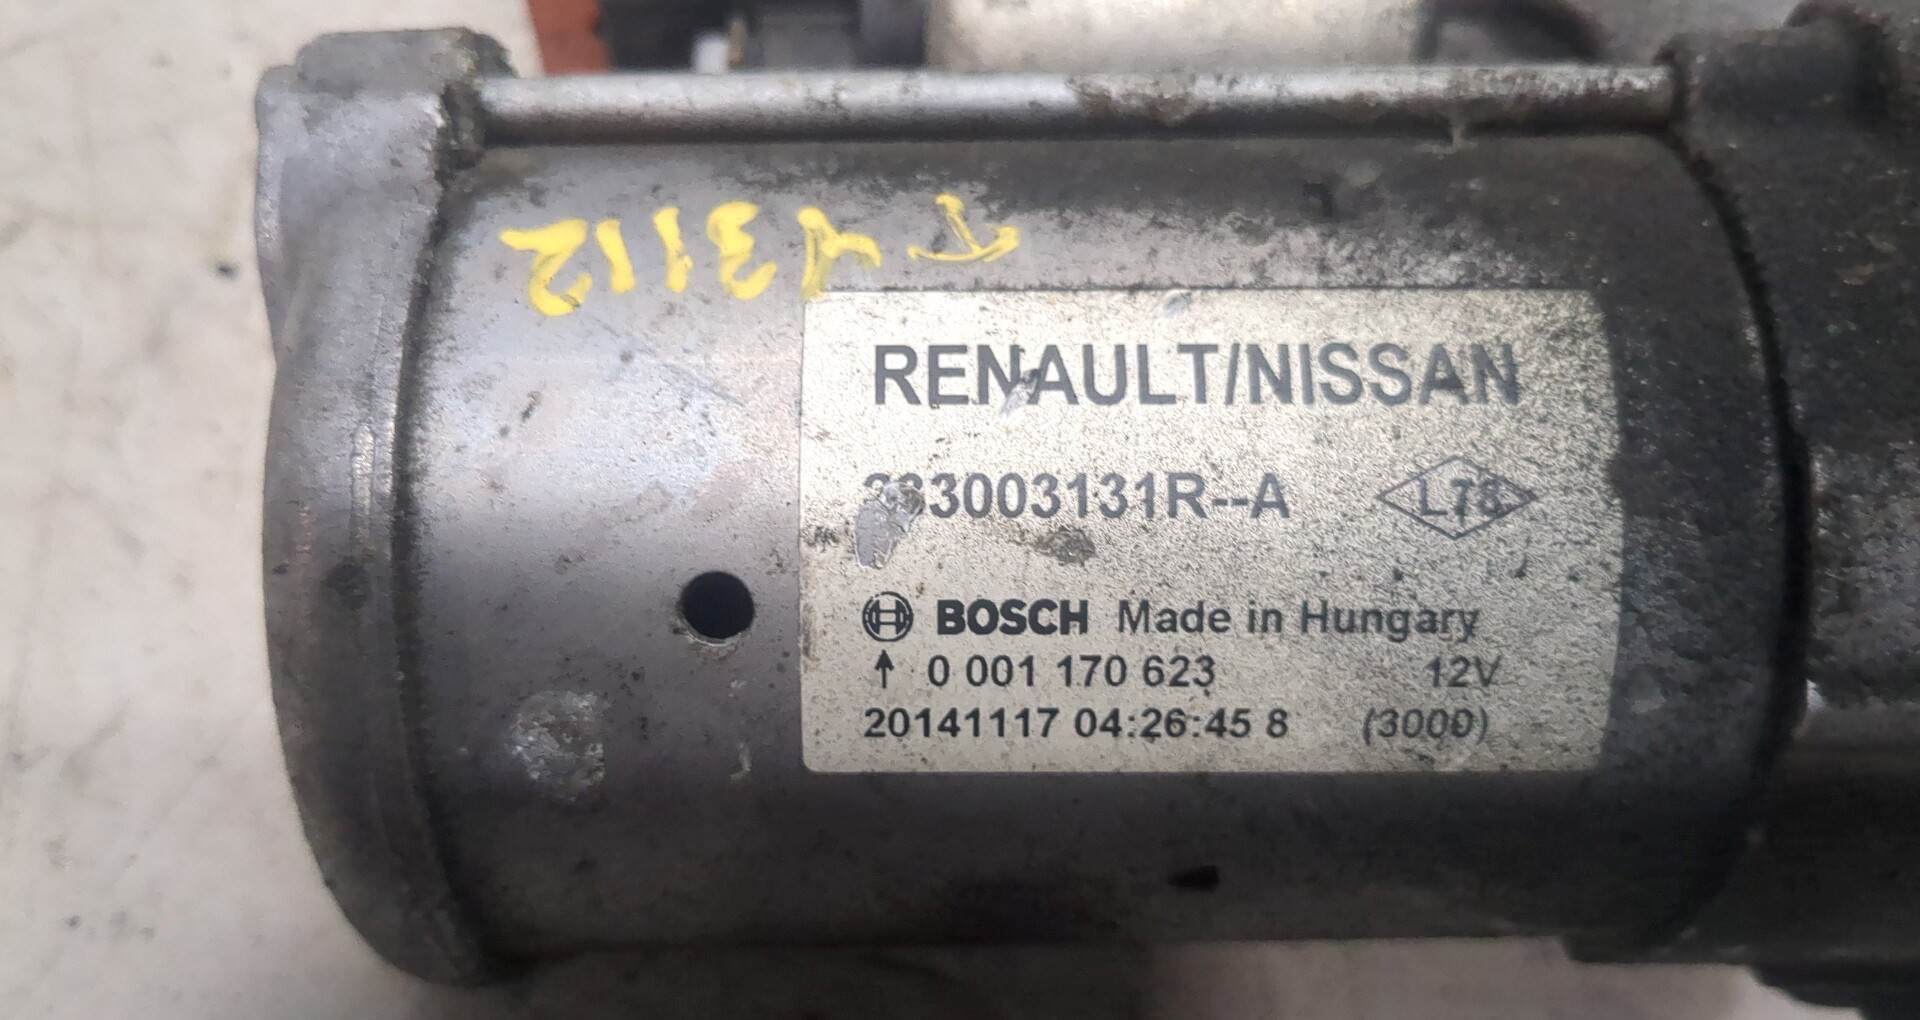 T 13112
RENAULT/NISSAN
233003131R--A L78
BOSCH Made in Hungary
↑ 0 001 170 623 12V
20141117 04:26:45 8 (3000)